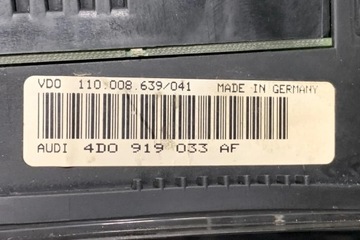 VDO 110.008.639/041 MADE IN GERMANY
AUDI 4D0 919 033 AF